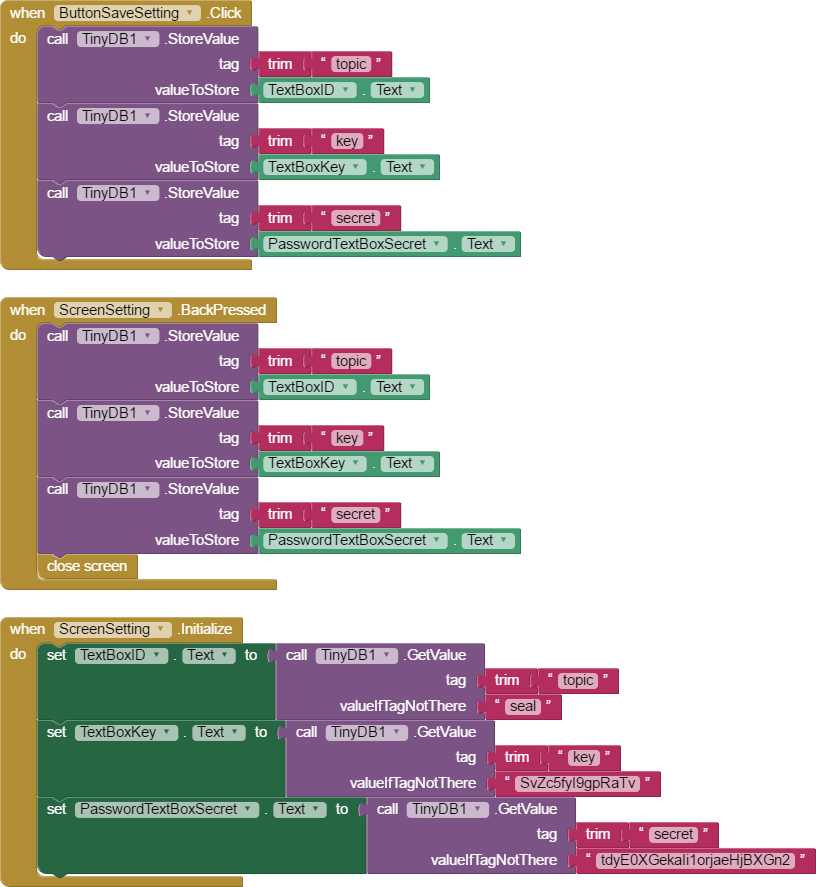 when ButtonSaveSetting .Click
do call TinyDB1 .StoreValue
tag trim “ topic ”
valueToStore TextBoxID . Text
call TinyDB1 .StoreValue
tag trim “ key ”
valueToStore TextBoxKey . Text
call TinyDB1 .StoreValue
tag trim “ secret ”
valueToStore PasswordTextBoxSecret . Text
when ScreenSetting .BackPressed
do call TinyDB1 .StoreValue
tag trim “ topic ”
valueToStore TextBoxID . Text
call TinyDB1 .StoreValue
tag trim “ key ”
valueToStore TextBoxKey . Text
call TinyDB1 .StoreValue
tag trim “ secret ”
valueToStore PasswordTextBoxSecret . Text
close screen
when ScreenSetting .Initialize
do set TextBoxID . Text to call TinyDB1 .GetValue
tag trim “ topic ”
valueIfTagNotThere “ seal ”
set TextBoxKey . Text to call TinyDB1 .GetValue
tag trim “ key ”
valueIfTagNotThere “ SvZc5fyI9gpRaTv ”
set PasswordTextBoxSecret . Text to call TinyDB1 .GetValue
tag trim “ secret ”
valueIfTagNotThere “ tdyE0XGekali1orjaeHjBXGn2 ”